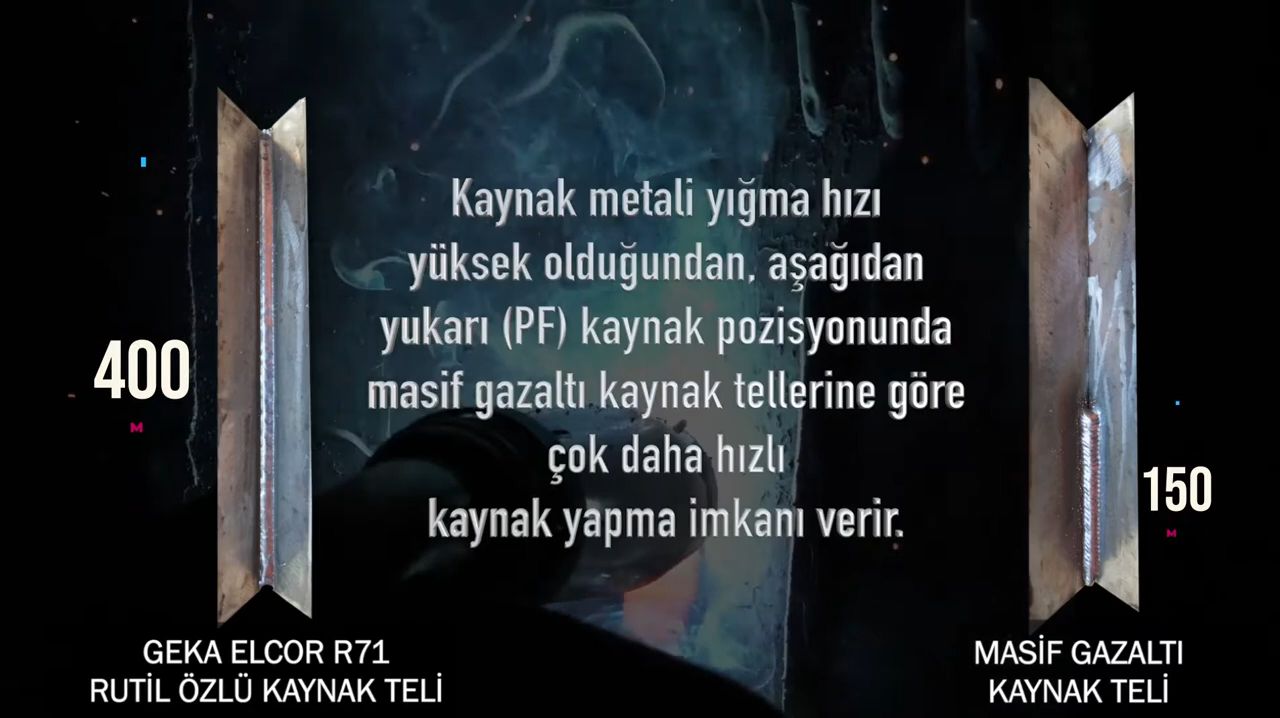 Kaynak metali yığma hızı
yüksek olduğundan, aşağıdan
yukarı (PF) kaynak pozisyonunda
masif gazaltı kaynak tellerine göre
çok daha hızlı
kaynak yapma imkanı verir.
400
M
150
M
GEKA ELCOR R71
RUTİL ÖZLÜ KAYNAK TELİ
MASİF GAZALTI
KAYNAK TELİ